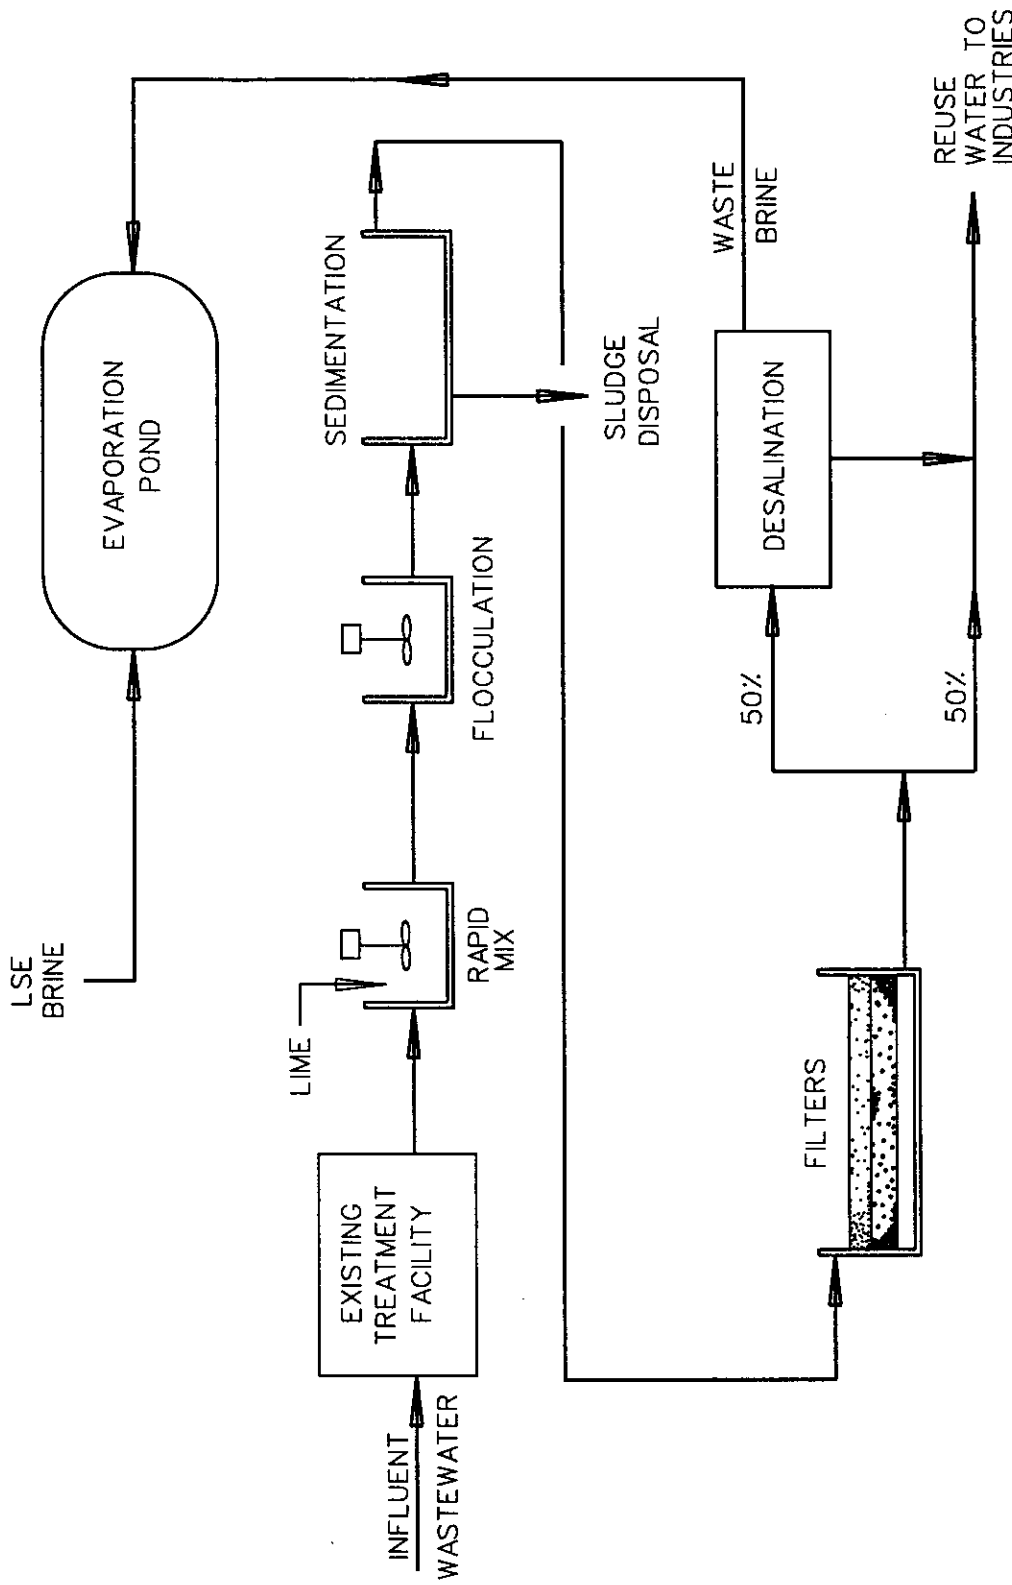 LSE
BRINE
EVAPORATION
POND
INFLUENT
WASTEWATER
EXISTING
TREATMENT
FACILITY
LIME
RAPID
MIX
FLOCCULATION
SEDIMENTATION
SLUDGE
DISPOSAL
FILTERS
50%
50%
DESALINATION
WASTE
BRINE
REUSE
WATER TO
INDUSTRIES